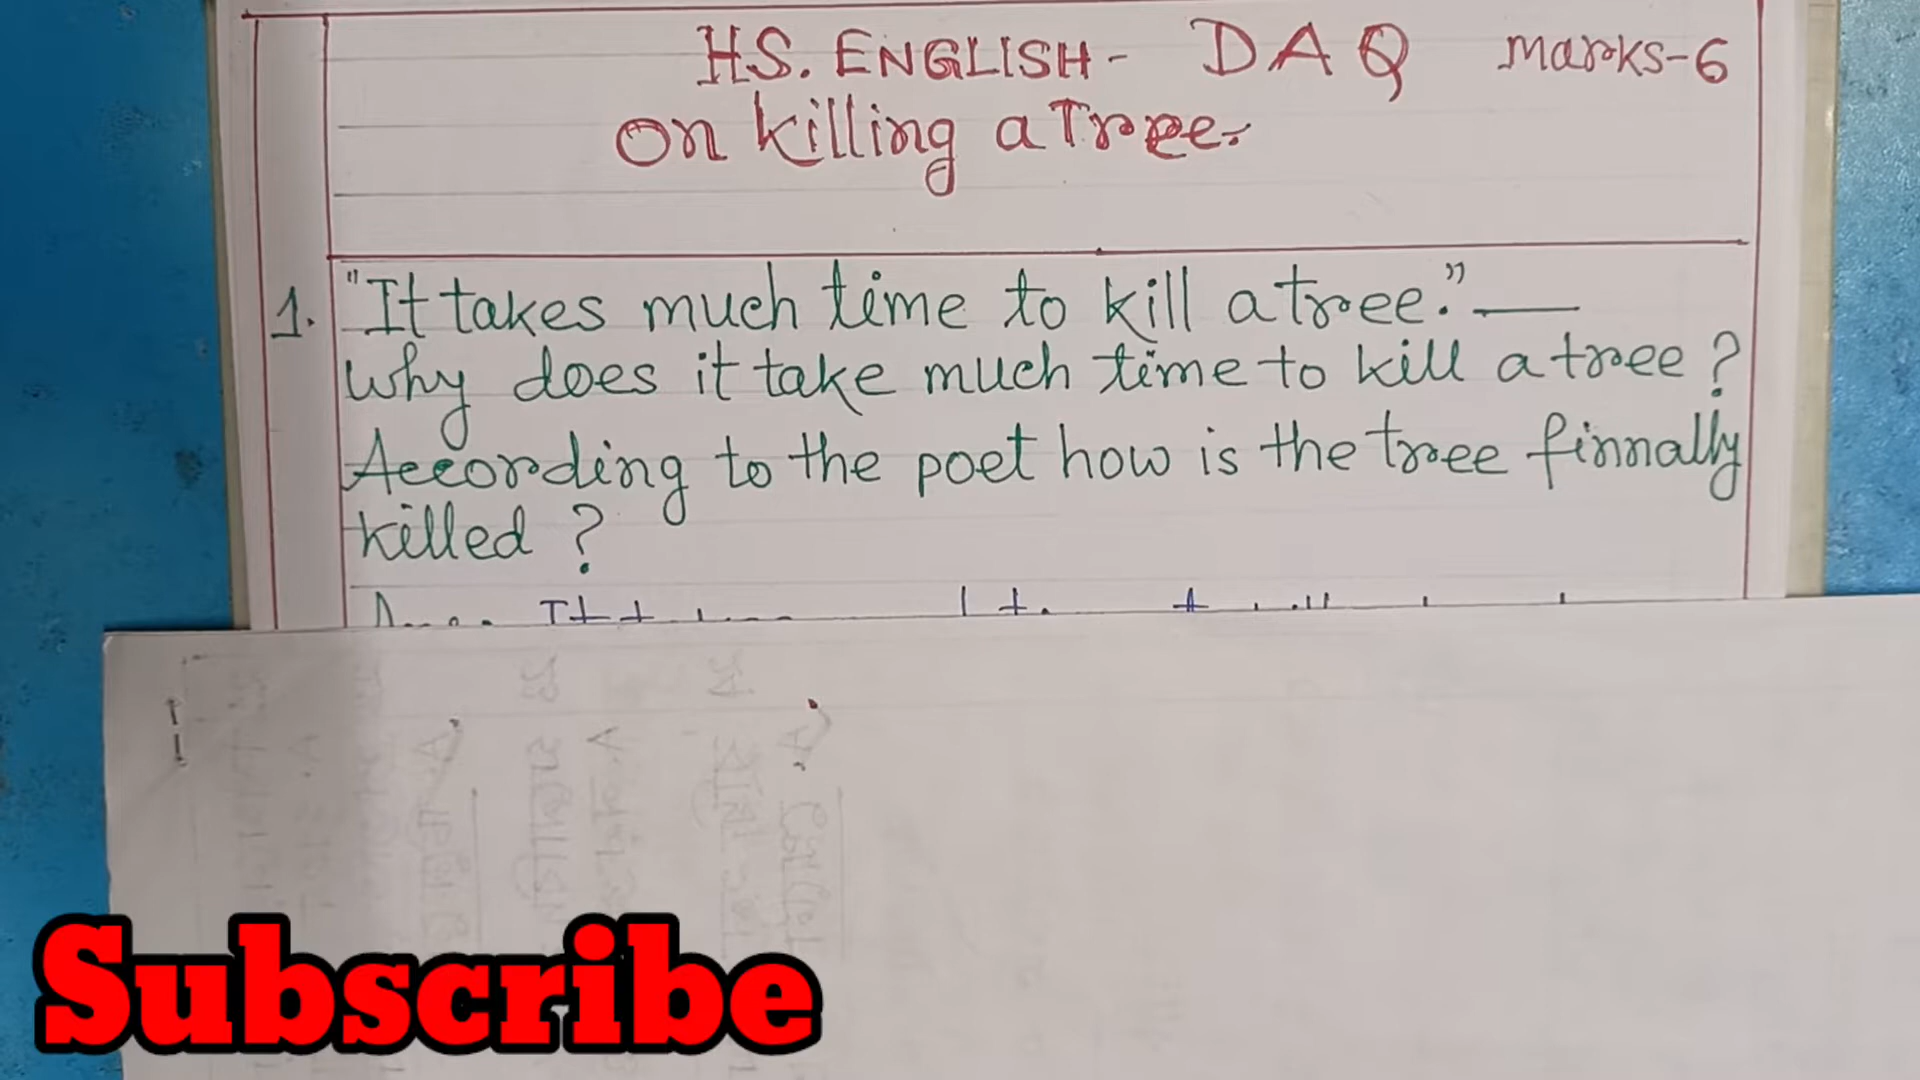 HS. ENGLISH- DAQ Marks-6
On killing a Tree.
1. "It takes much time to kill a tree." —
why does it take much time to kill a tree?
According to the poet how is the tree finnally
killed?
Subscribe